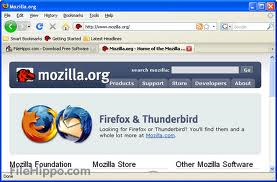 Mozilla.org
File Edit View History Bookmarks Tools Help
http://www.mozilla.org/
Smart Bookmarks Getting Started Latest Headlines
FileHippo.com - Download Free Software
Mozilla.org - Home of the Mozilla ...
search mozilla: Go
mozilla.org
Products Support Store Developers About
Firefox & Thunderbird
Looking for Firefox or Thunderbird? You'll find them and a
whole lot more at MOZILLA.COM.
Mozilla Foundation Mozilla Store Other Mozilla Software
FileHippo.com
Done